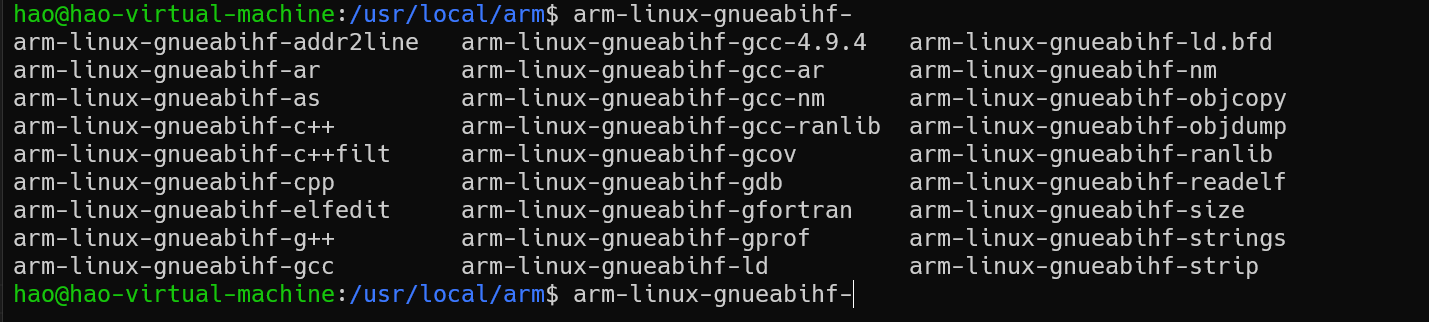 hao@hao-virtual-machine:/usr/local/arm$ arm-linux-gnueabihf-
arm-linux-gnueabihf-addr2line   arm-linux-gnueabihf-gcc-4.9.4   arm-linux-gnueabihf-ld.bfd
arm-linux-gnueabihf-ar          arm-linux-gnueabihf-gcc-ar      arm-linux-gnueabihf-nm
arm-linux-gnueabihf-as          arm-linux-gnueabihf-gcc-nm      arm-linux-gnueabihf-objcopy
arm-linux-gnueabihf-c++         arm-linux-gnueabihf-gcc-ranlib  arm-linux-gnueabihf-objdump
arm-linux-gnueabihf-c++filt     arm-linux-gnueabihf-gcov        arm-linux-gnueabihf-ranlib
arm-linux-gnueabihf-cpp         arm-linux-gnueabihf-gdb         arm-linux-gnueabihf-readelf
arm-linux-gnueabihf-elfedit     arm-linux-gnueabihf-gfortran    arm-linux-gnueabihf-size
arm-linux-gnueabihf-g++         arm-linux-gnueabihf-gprof       arm-linux-gnueabihf-strings
arm-linux-gnueabihf-gcc         arm-linux-gnueabihf-ld          arm-linux-gnueabihf-strip
hao@hao-virtual-machine:/usr/local/arm$ arm-linux-gnueabihf-